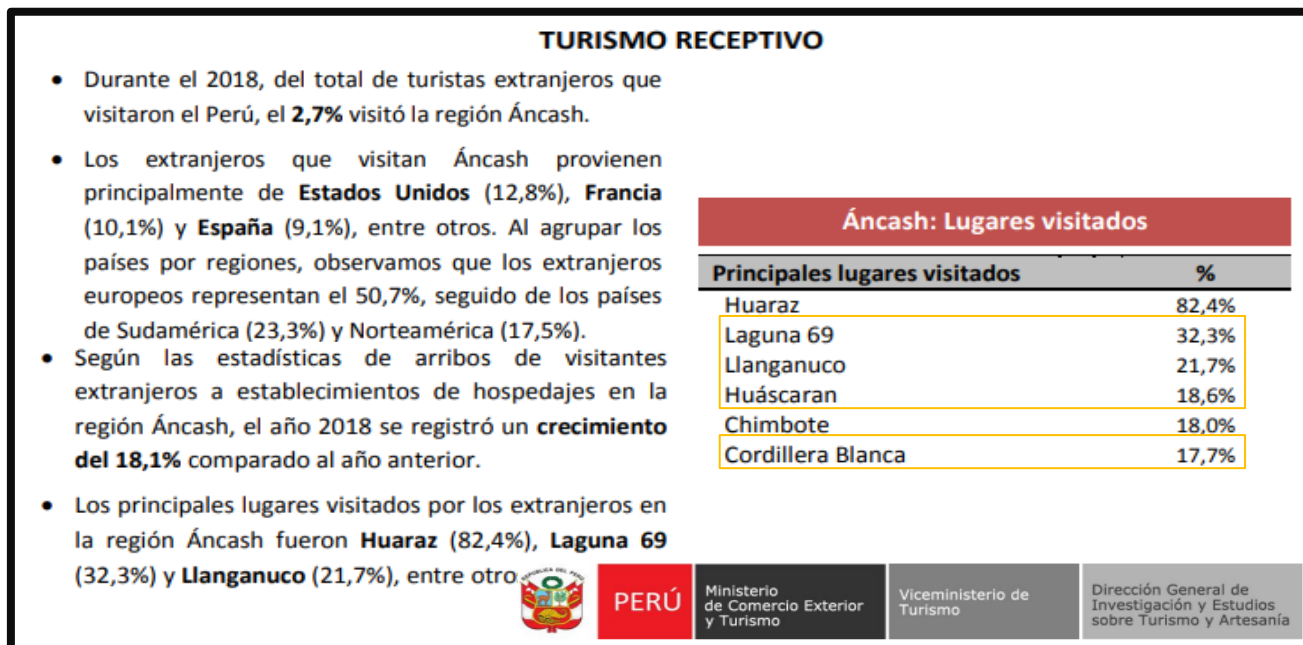 TURISMO RECEPTIVO
• Durante el 2018, del total de turistas extranjeros que
visitaron el Perú, el 2,7% visitó la región Áncash.
• Los extranjeros que visitan Áncash provienen
principalmente de Estados Unidos (12,8%), Francia
(10,1%) y España (9,1%), entre otros. Al agrupar los
países por regiones, observamos que los extranjeros
europeos representan el 50,7%, seguido de los países
de Sudamérica (23,3%) y Norteamérica (17,5%).
• Según las estadísticas de arribos de visitantes
extranjeros a establecimientos de hospedajes en la
región Áncash, el año 2018 se registró un crecimiento
del 18,1% comparado al año anterior.
• Los principales lugares visitados por los extranjeros en
la región Áncash fueron Huaraz (82,4%), Laguna 69
(32,3%) y Llanganuco (21,7%), entre otro
Áncash: Lugares visitados
Principales lugares visitados %
Huaraz 82,4%
Laguna 69 32,3%
Llanganuco 21,7%
Huáscaran 18,6%
Chimbote 18,0%
Cordillera Blanca 17,7%
PERÚ
Ministerio
de Comercio Exterior
y Turismo
Viceministerio de
Turismo
Dirección General de
Investigación y Estudios
sobre Turismo y Artesanía